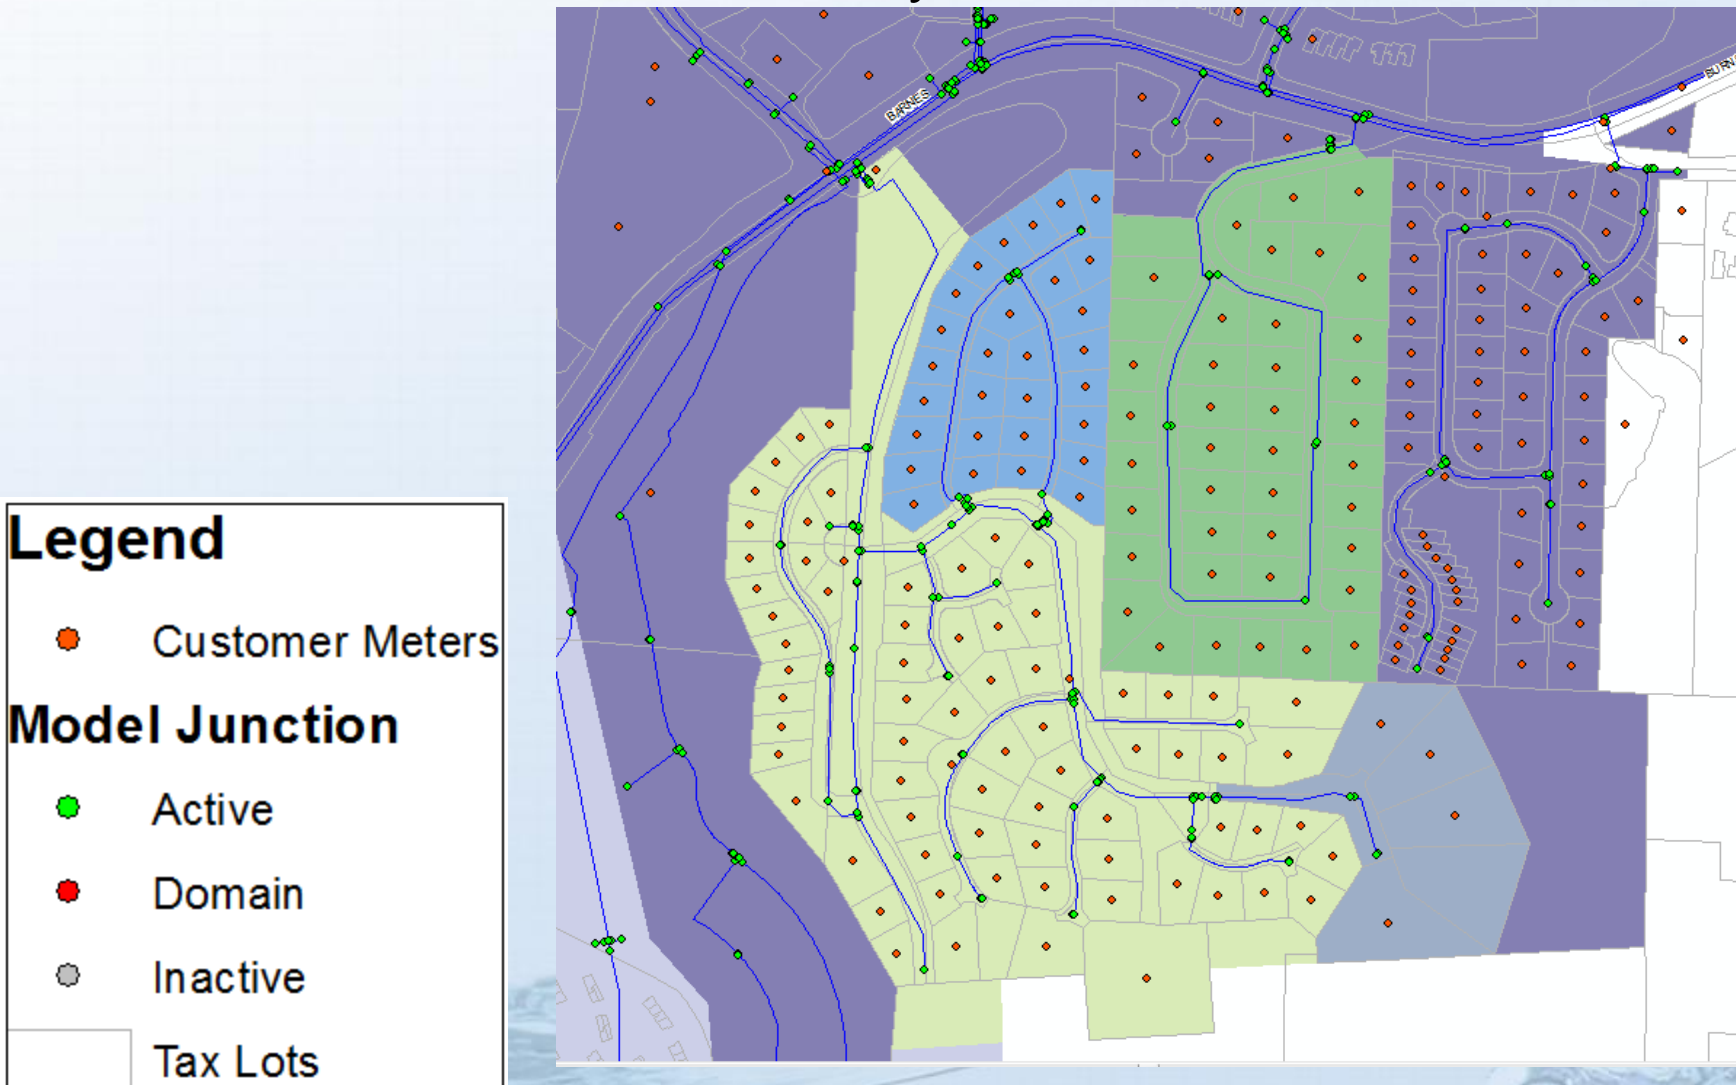 BARNES
Legend
Customer Meters
Model Junction
Active
Domain
Inactive
Tax Lots